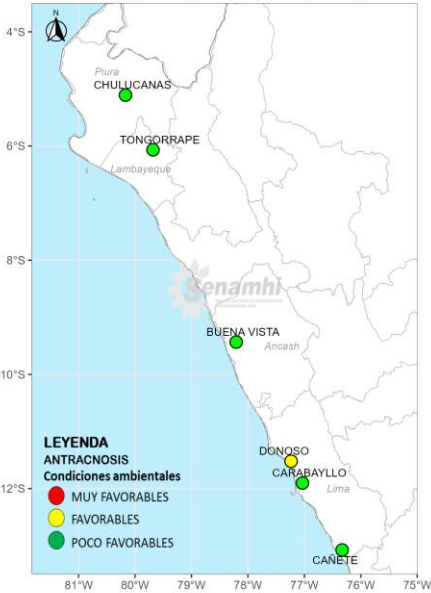 N
4°S
Piura
CHULUCANAS
TONGORRAPE
6°S
Lambayeque
8°S
Senamhi
BUENA VISTA
Ancash
10°S
DONOSO
CARABAYLLO
Lima
12°S
CAÑETE
LEYENDA
ANTRACNOSIS
Condiciones ambientales
MUY FAVORABLES
FAVORABLES
POCO FAVORABLES
81°W 80°W 79°W 78°W 77°W 76°W 75°W